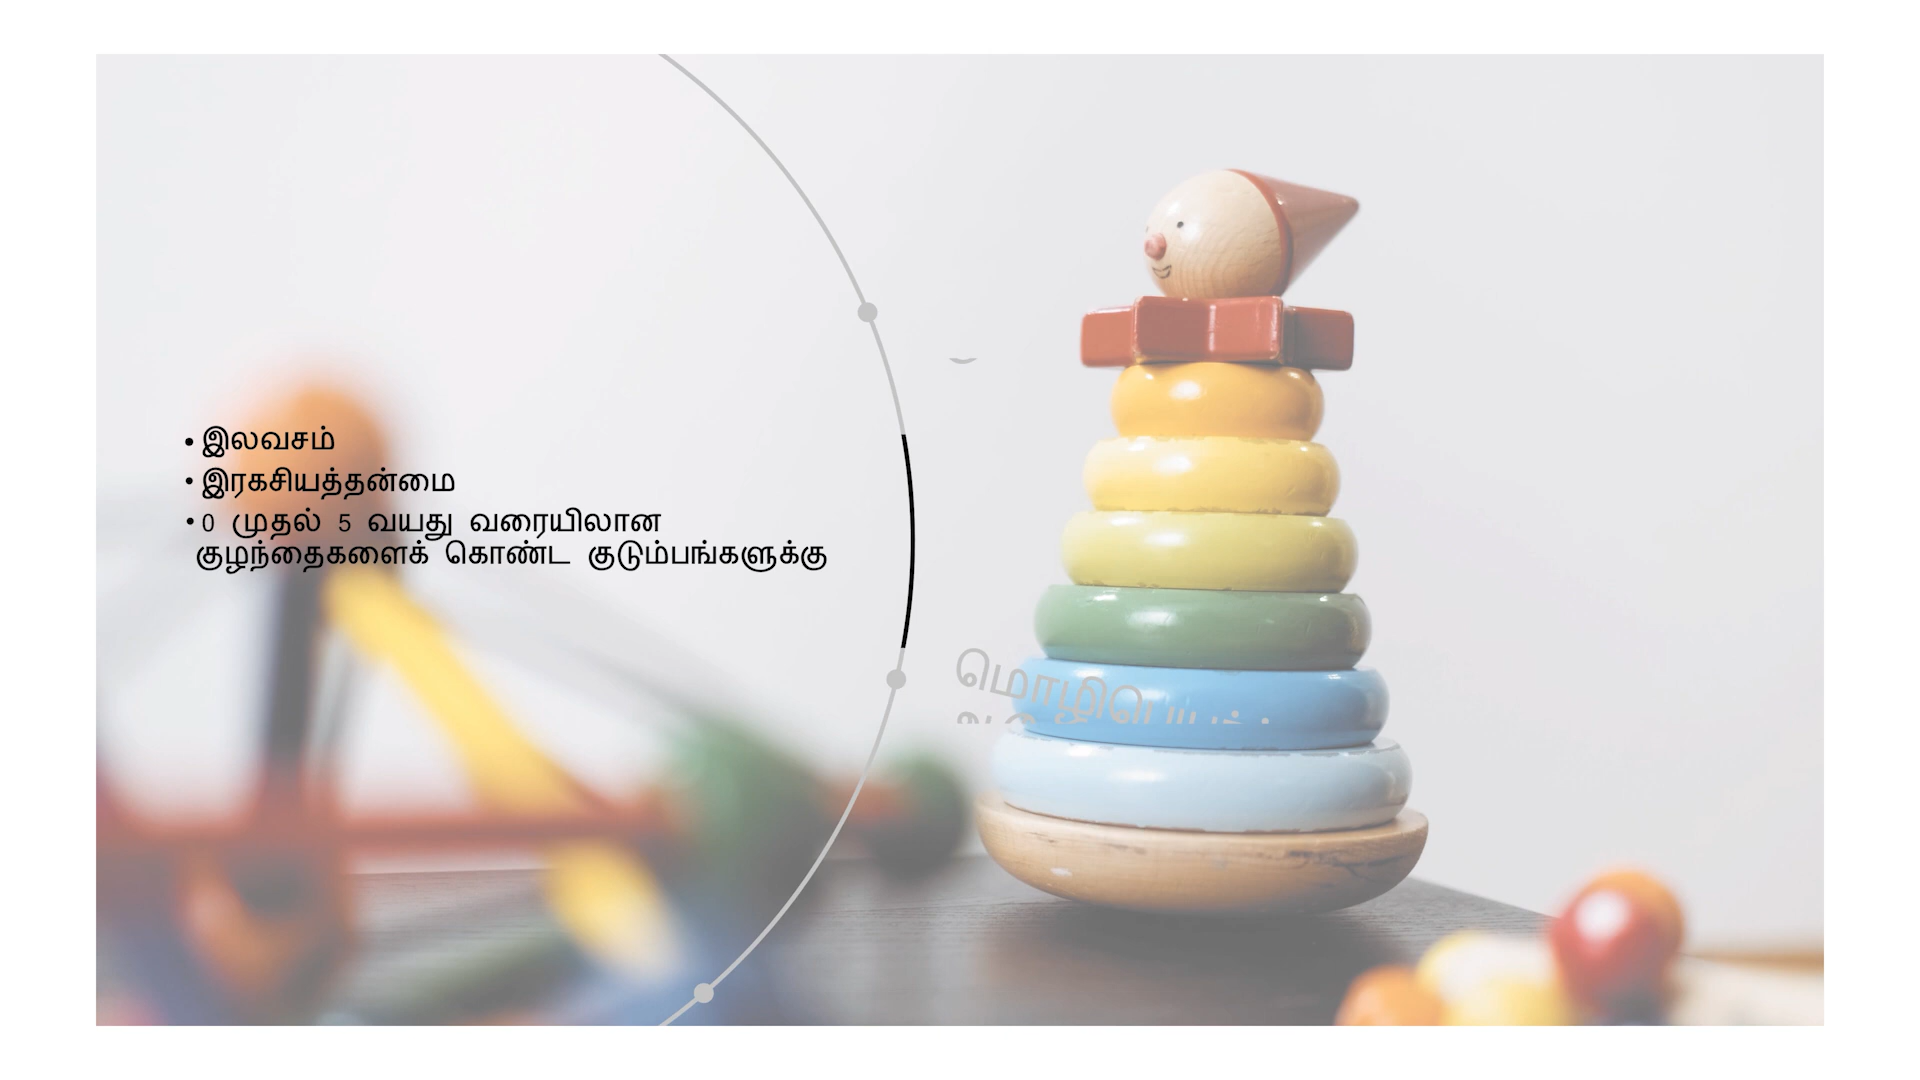 • இலவசம்
• இரகசியத்தன்மை
• 0 முதல் 5 வயது வரையிலான
குழந்தைகளைக் கொண்ட குடும்பங்களுக்கு